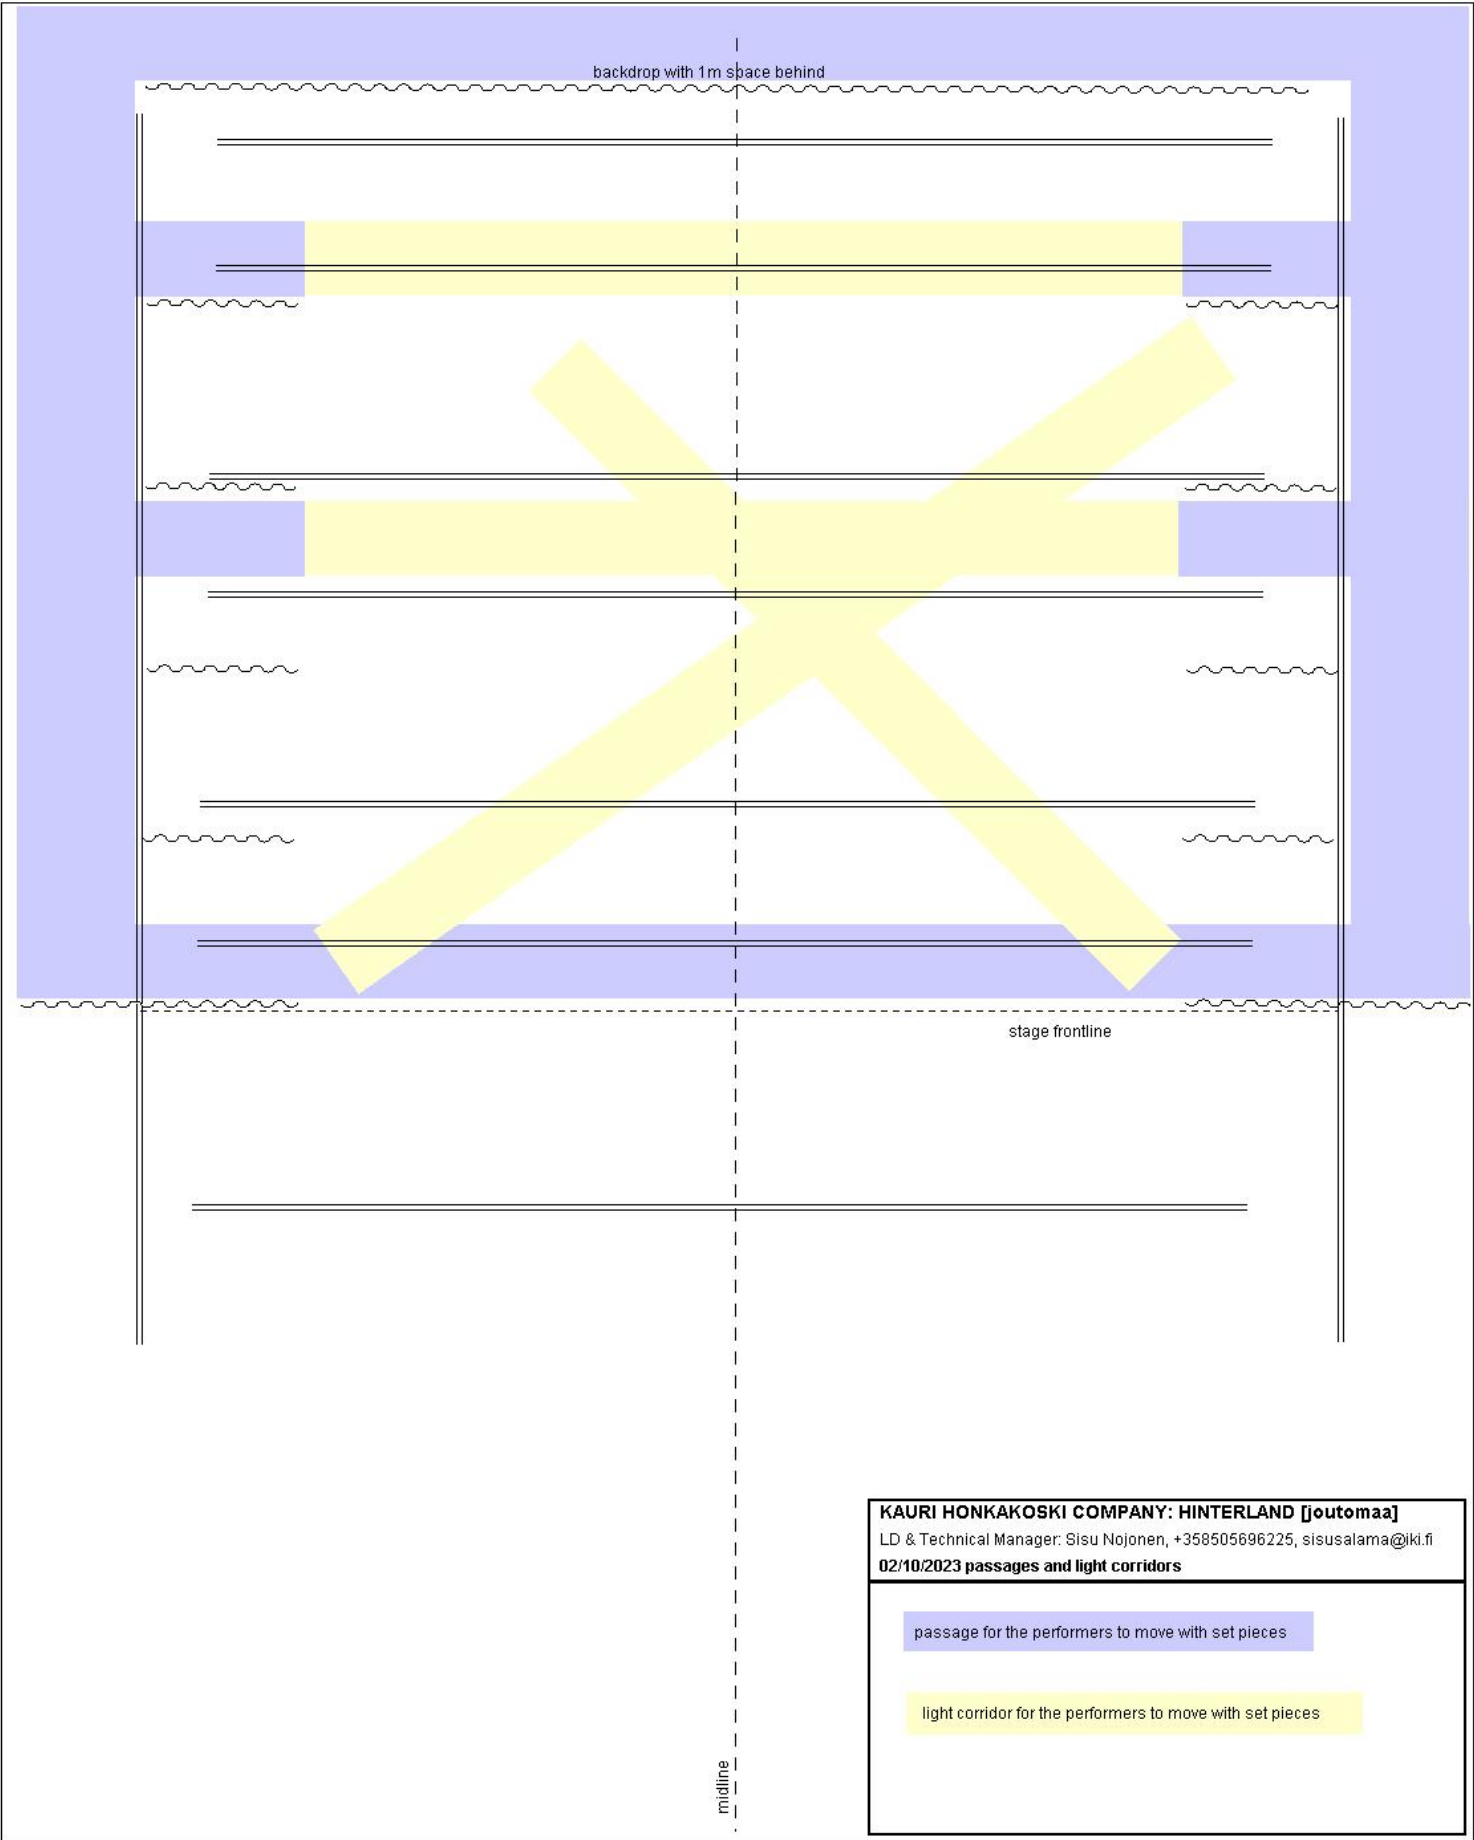 backdrop with 1m space behind
stage frontline
KAURI HONKAKOSKI COMPANY: HINTERLAND [joutomaa]
LD & Technical Manager: Sisu Nojonen, +358505696225, sisusalama@iki.fi
02/10/2023 passages and light corridors
passage for the performers to move with set pieces
light corridor for the performers to move with set pieces
midline